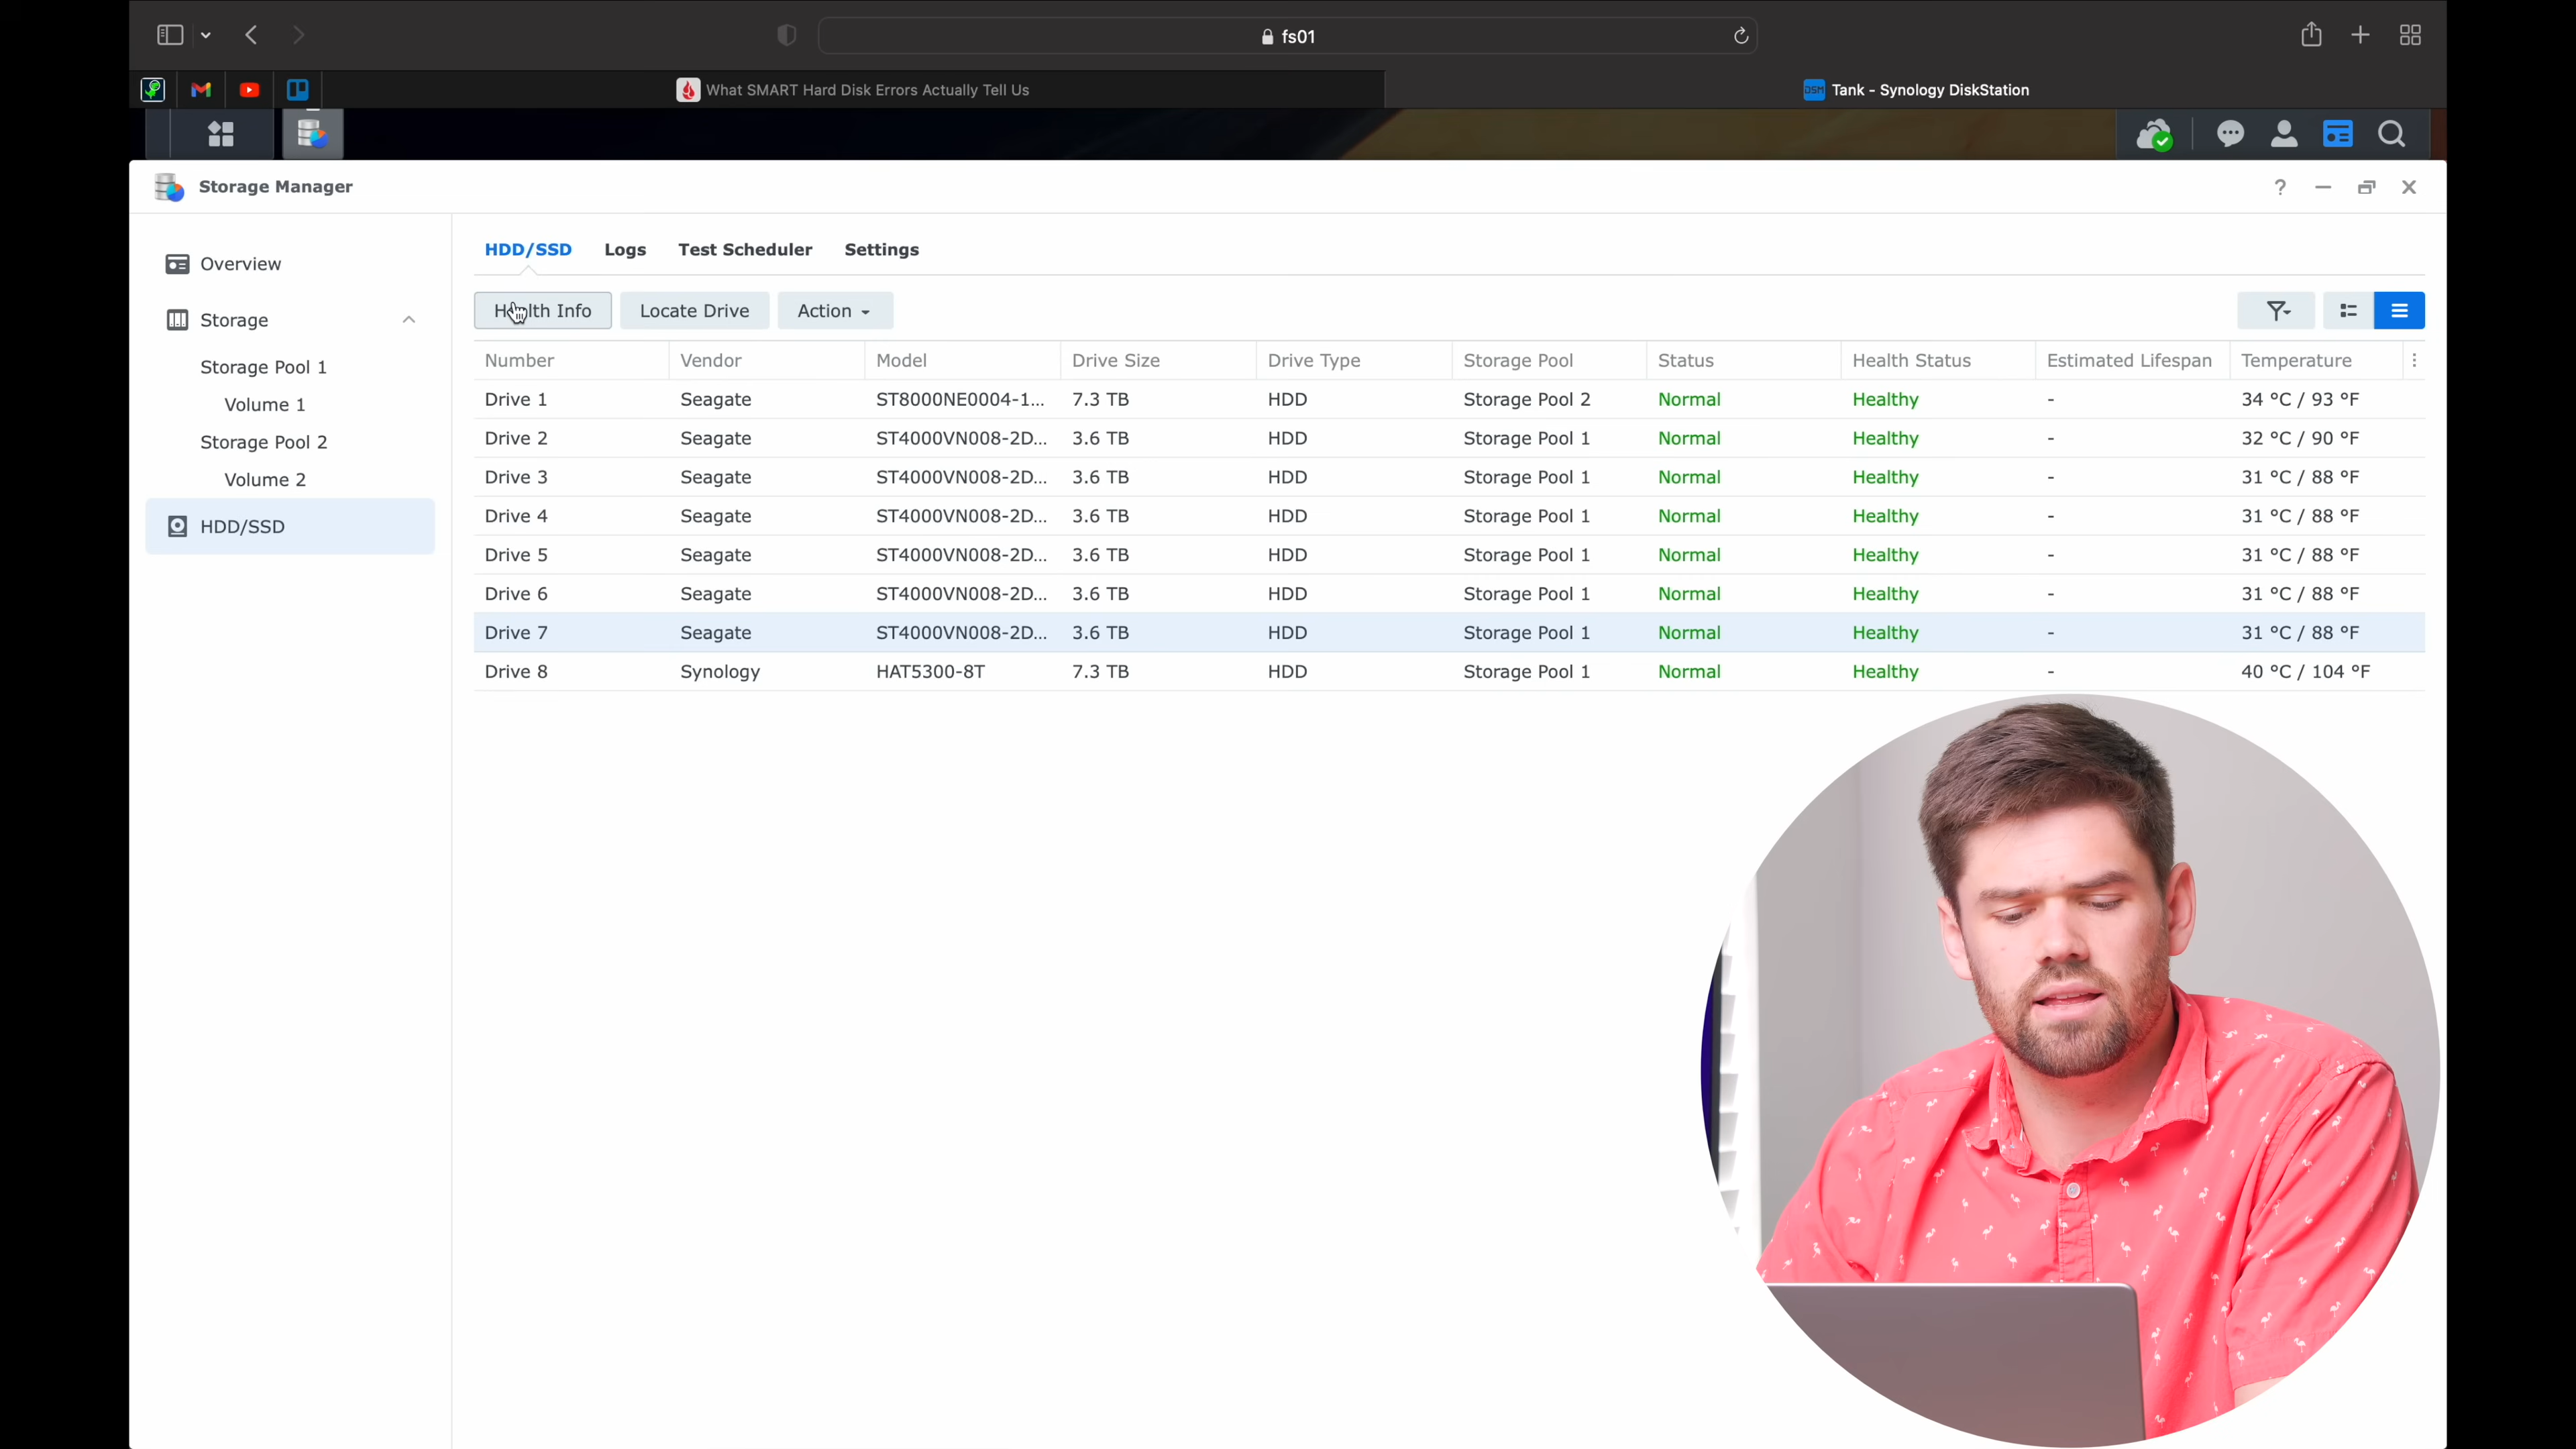 fs01
What SMART Hard Disk Errors Actually Tell Us
DSM Tank - Synology DiskStation
Storage Manager
?
Overview
Storage
Storage Pool 1
Volume 1
Storage Pool 2
Volume 2
HDD/SSD
HDD/SSD Logs Test Scheduler Settings
Health Info Locate Drive Action
Number Vendor Model Drive Size Drive Type Storage Pool Status Health Status Estimated Lifespan Temperature
Drive 1 Seagate ST8000NE0004-1... 7.3 TB HDD Storage Pool 2 Normal Healthy - 34 °C / 93 °F
Drive 2 Seagate ST4000VN008-2D... 3.6 TB HDD Storage Pool 1 Normal Healthy - 32 °C / 90 °F
Drive 3 Seagate ST4000VN008-2D... 3.6 TB HDD Storage Pool 1 Normal Healthy - 31 °C / 88 °F
Drive 4 Seagate ST4000VN008-2D... 3.6 TB HDD Storage Pool 1 Normal Healthy - 31 °C / 88 °F
Drive 5 Seagate ST4000VN008-2D... 3.6 TB HDD Storage Pool 1 Normal Healthy - 31 °C / 88 °F
Drive 6 Seagate ST4000VN008-2D... 3.6 TB HDD Storage Pool 1 Normal Healthy - 31 °C / 88 °F
Drive 7 Seagate ST4000VN008-2D... 3.6 TB HDD Storage Pool 1 Normal Healthy - 31 °C / 88 °F
Drive 8 Synology HAT5300-8T 7.3 TB HDD Storage Pool 1 Normal Healthy - 40 °C / 104 °F